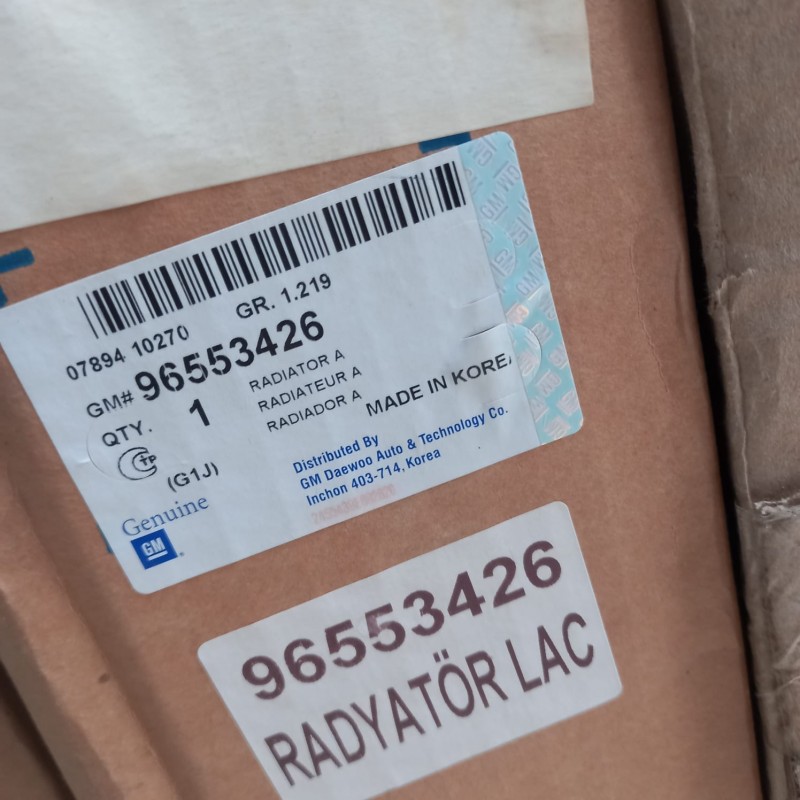 07894 10270
GR. 1.219
GM# 96553426
QTY. 1
RADIATOR A
RADIATEUR A
RADIADOR A
MADE IN KOREA
(G1J)
Distributed By
GM Daewoo Auto & Technology Co.
Inchon 403-714, Korea
Genuine
GM
96553426
RADYATÖR LAC